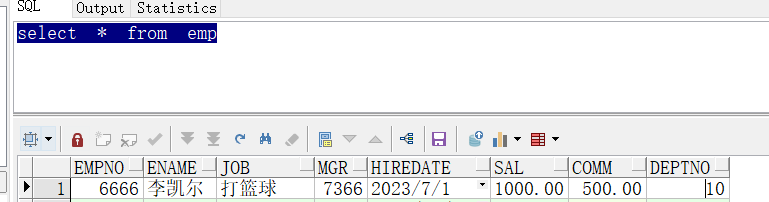 SQL Output Statistics
select * from emp
EMPNO ENAME JOB MGR HIREDATE SAL COMM DEPTNO
1 6666 李凯尔 打篮球 7366 2023/7/1 1000.00 500.00 10